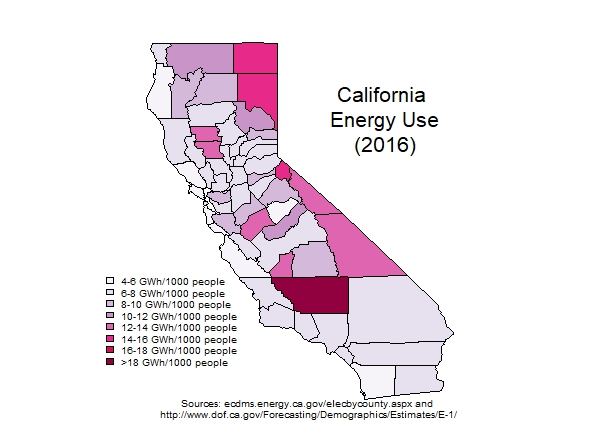 California
Energy Use
(2016)
4-6 GWh/1000 people
6-8 GWh/1000 people
8-10 GWh/1000 people
10-12 GWh/1000 people
12-14 GWh/1000 people
14-16 GWh/1000 people
16-18 GWh/1000 people
>18 GWh/1000 people
Sources: ecdms.energy.ca.gov/elecbycounty.aspx and
http://www.dof.ca.gov/Forecasting/Demographics/Estimates/E-1/